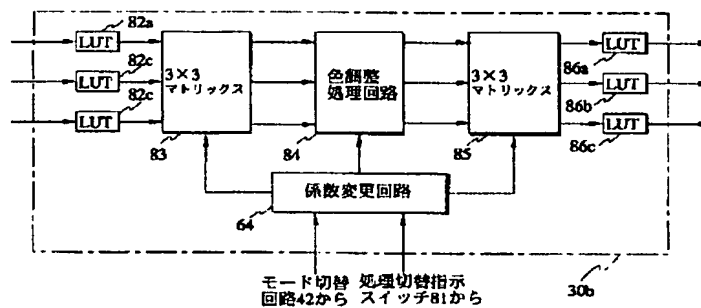 82a
LUT
82c
LUT
82c
LUT
3×3
マトリックス
83
色調整
処理回路
84
3×3
マトリックス
85
LUT
86a
LUT
86b
LUT
86c
係数変更回路
64
モード切替
回路42から
処理切替指示
スイッチ81から
30b